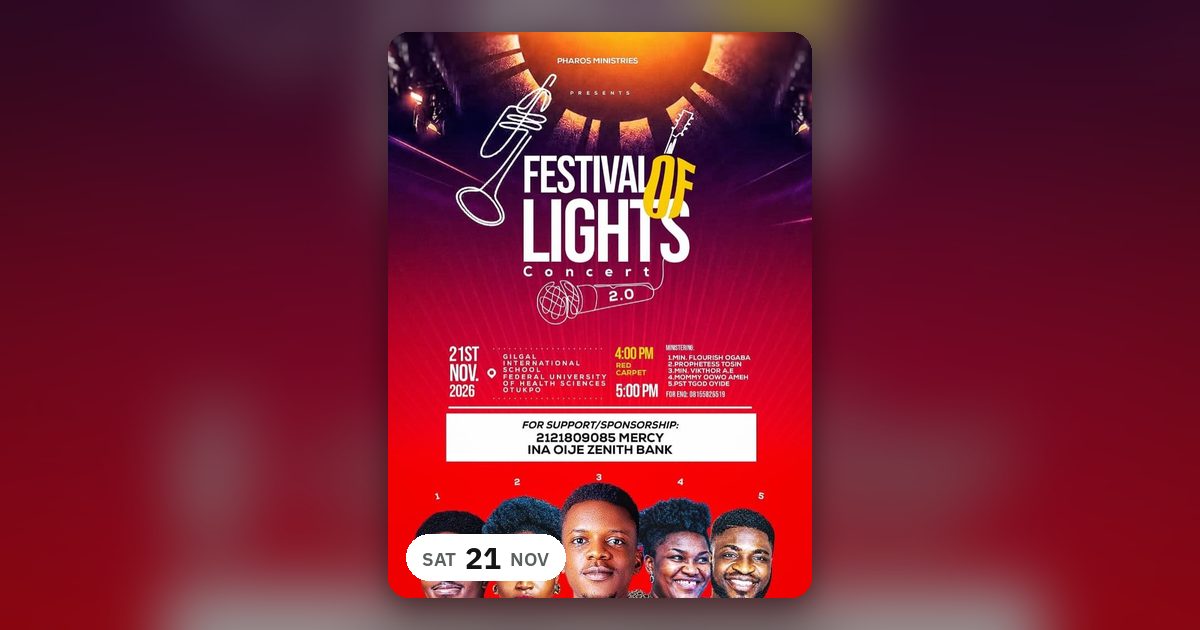 PHAROS MINISTRIES
PRESENTS
FESTIVAL OF
LIGHTS
Concert
2.0
21ST
NOV.
2026
GILGAL
INTERNATIONAL
SCHOOL
FEDERAL UNIVERSITY
OF HEALTH SCIENCES
OTUKPO
4:00 PM
RED
CARPET
5:00 PM
MINISTERING:
1.MIN. FLOURISH OGABA
2.PROPHETESS TOSIN
3.MIN. VIKTHOR A.E
4.MOMMY OOWO AMEH
5.PST TGOD OYIDE
FOR ENQ: 08155826519
FOR SUPPORT/SPONSORSHIP:
2121809085 MERCY
INA OIJE ZENITH BANK
1
2
3
4
5
SAT 21 NOV